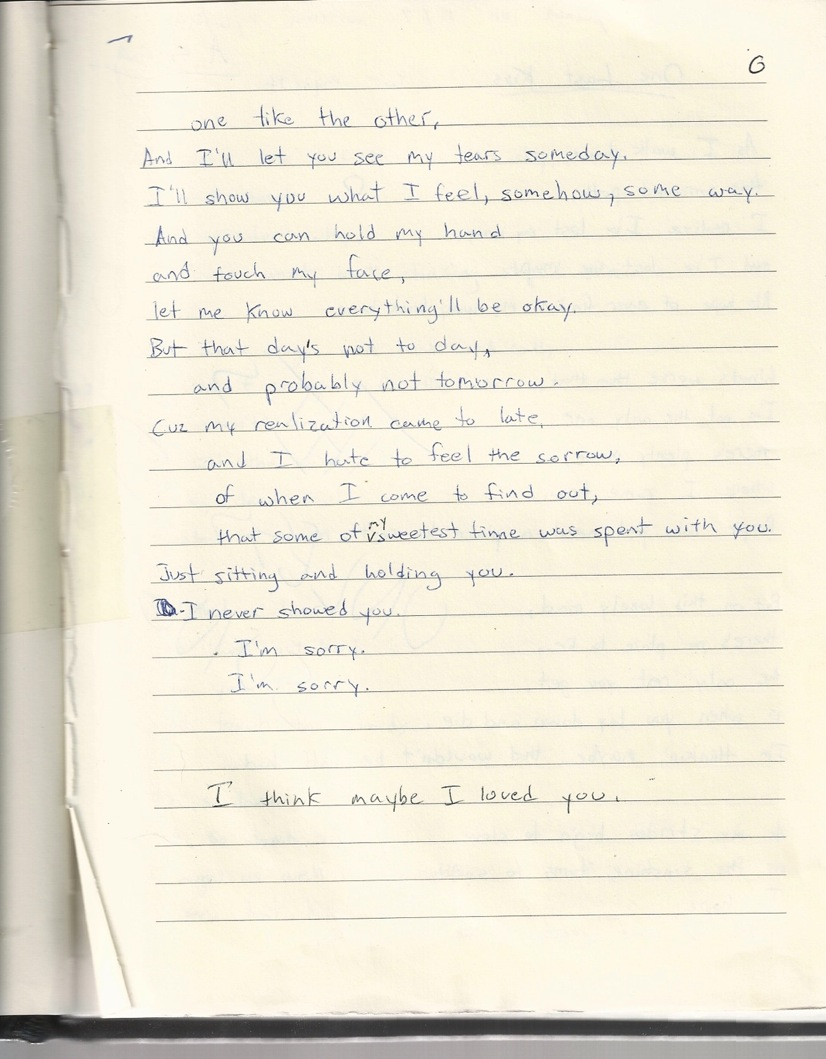 6
one like the other,
And I'll let you see my tears someday.
I'll show you what I feel, somehow, some way.
And you can hold my hand
and touch my face,
let me know everything'll be okay.
But that day's not to day,
and probably not tomorrow.
Cuz my realization came to late,
and I hate to feel the sorrow,
of when I come to find out,
that some of my sweetest time was spent with you.
Just sitting and holding you.
I never showed you.
I'm sorry.
I'm sorry.
I think maybe I loved you.